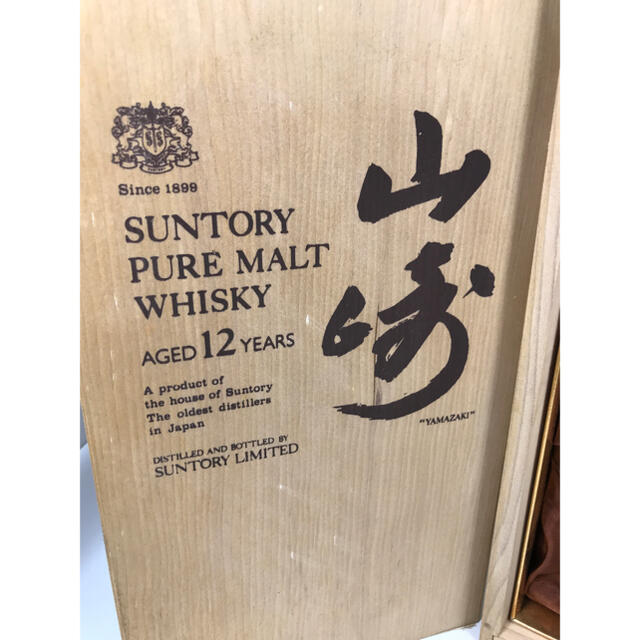 Since 1899
SUNTORY
PURE MALT
WHISKY
AGED 12 YEARS
A product of
the house of Suntory
The oldest distillers
in Japan
DISTILLED AND BOTTLED BY
SUNTORY LIMITED
山崎
"YAMAZAKI"